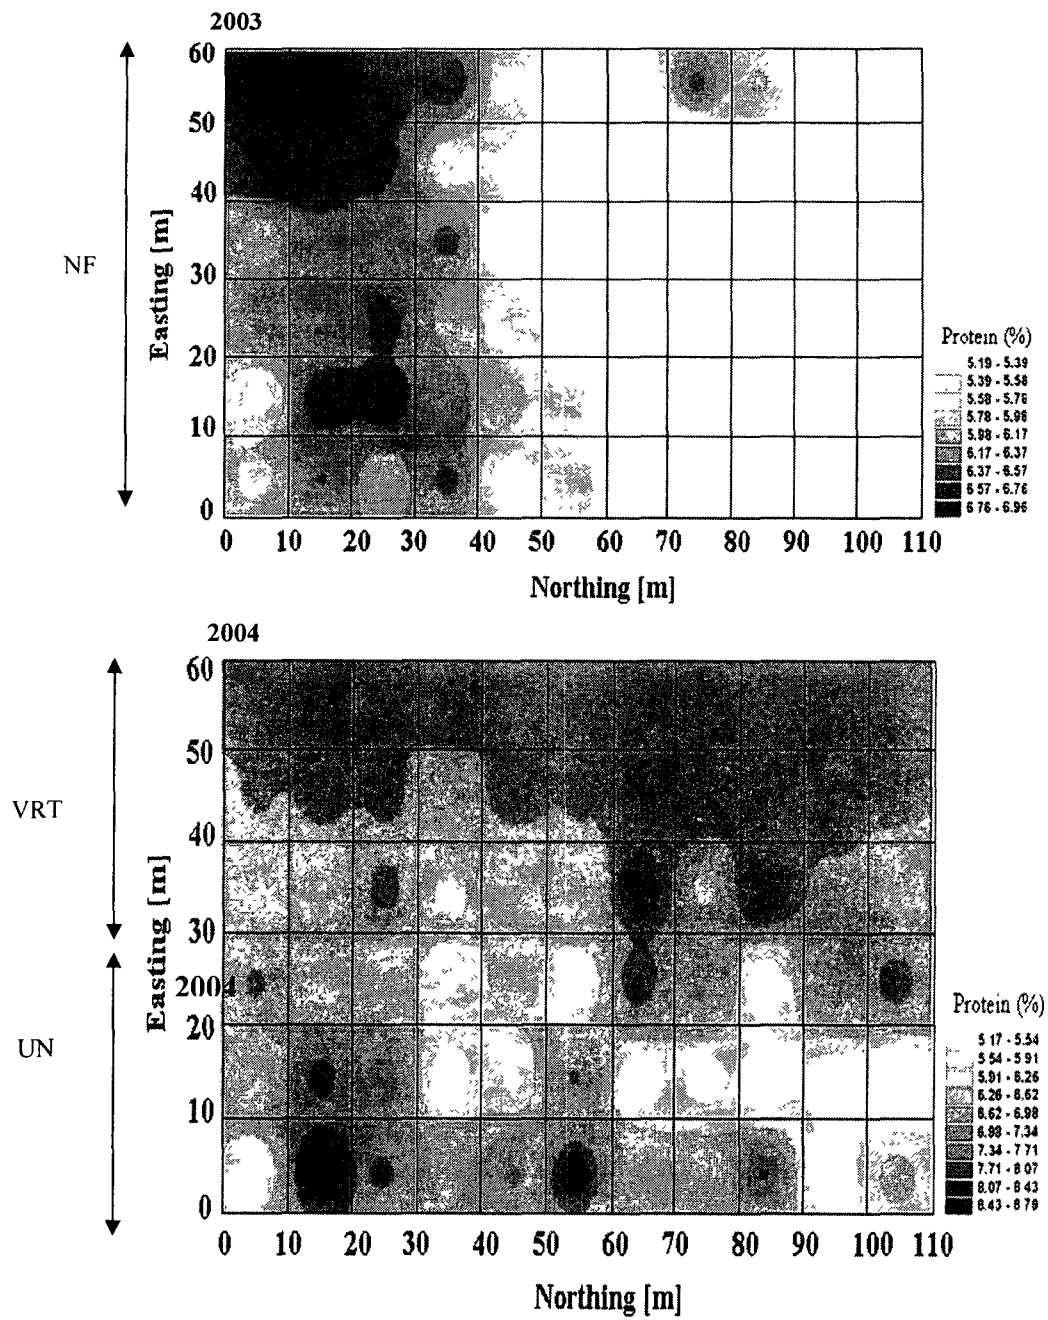 2003
60
50
40
30
20
10
0
NF
Easting [m]
0 10 20 30 40 50 60 70 80 90 100 110
Northing [m]
Protein (%)
5.19 - 5.39
5.39 - 5.58
5.58 - 5.78
5.78 - 5.98
5.98 - 6.17
6.17 - 6.37
6.37 - 6.57
6.57 - 6.76
6.76 - 6.96
2004
60
50
40
30
2004
20
10
0
VRT
UN
Easting [m]
0 10 20 30 40 50 60 70 80 90 100 110
Northing [m]
Protein (%)
5.17 - 5.54
5.54 - 5.91
5.91 - 6.26
6.26 - 6.62
6.62 - 6.98
6.98 - 7.34
7.34 - 7.71
7.71 - 8.07
8.07 - 8.43
8.43 - 8.79